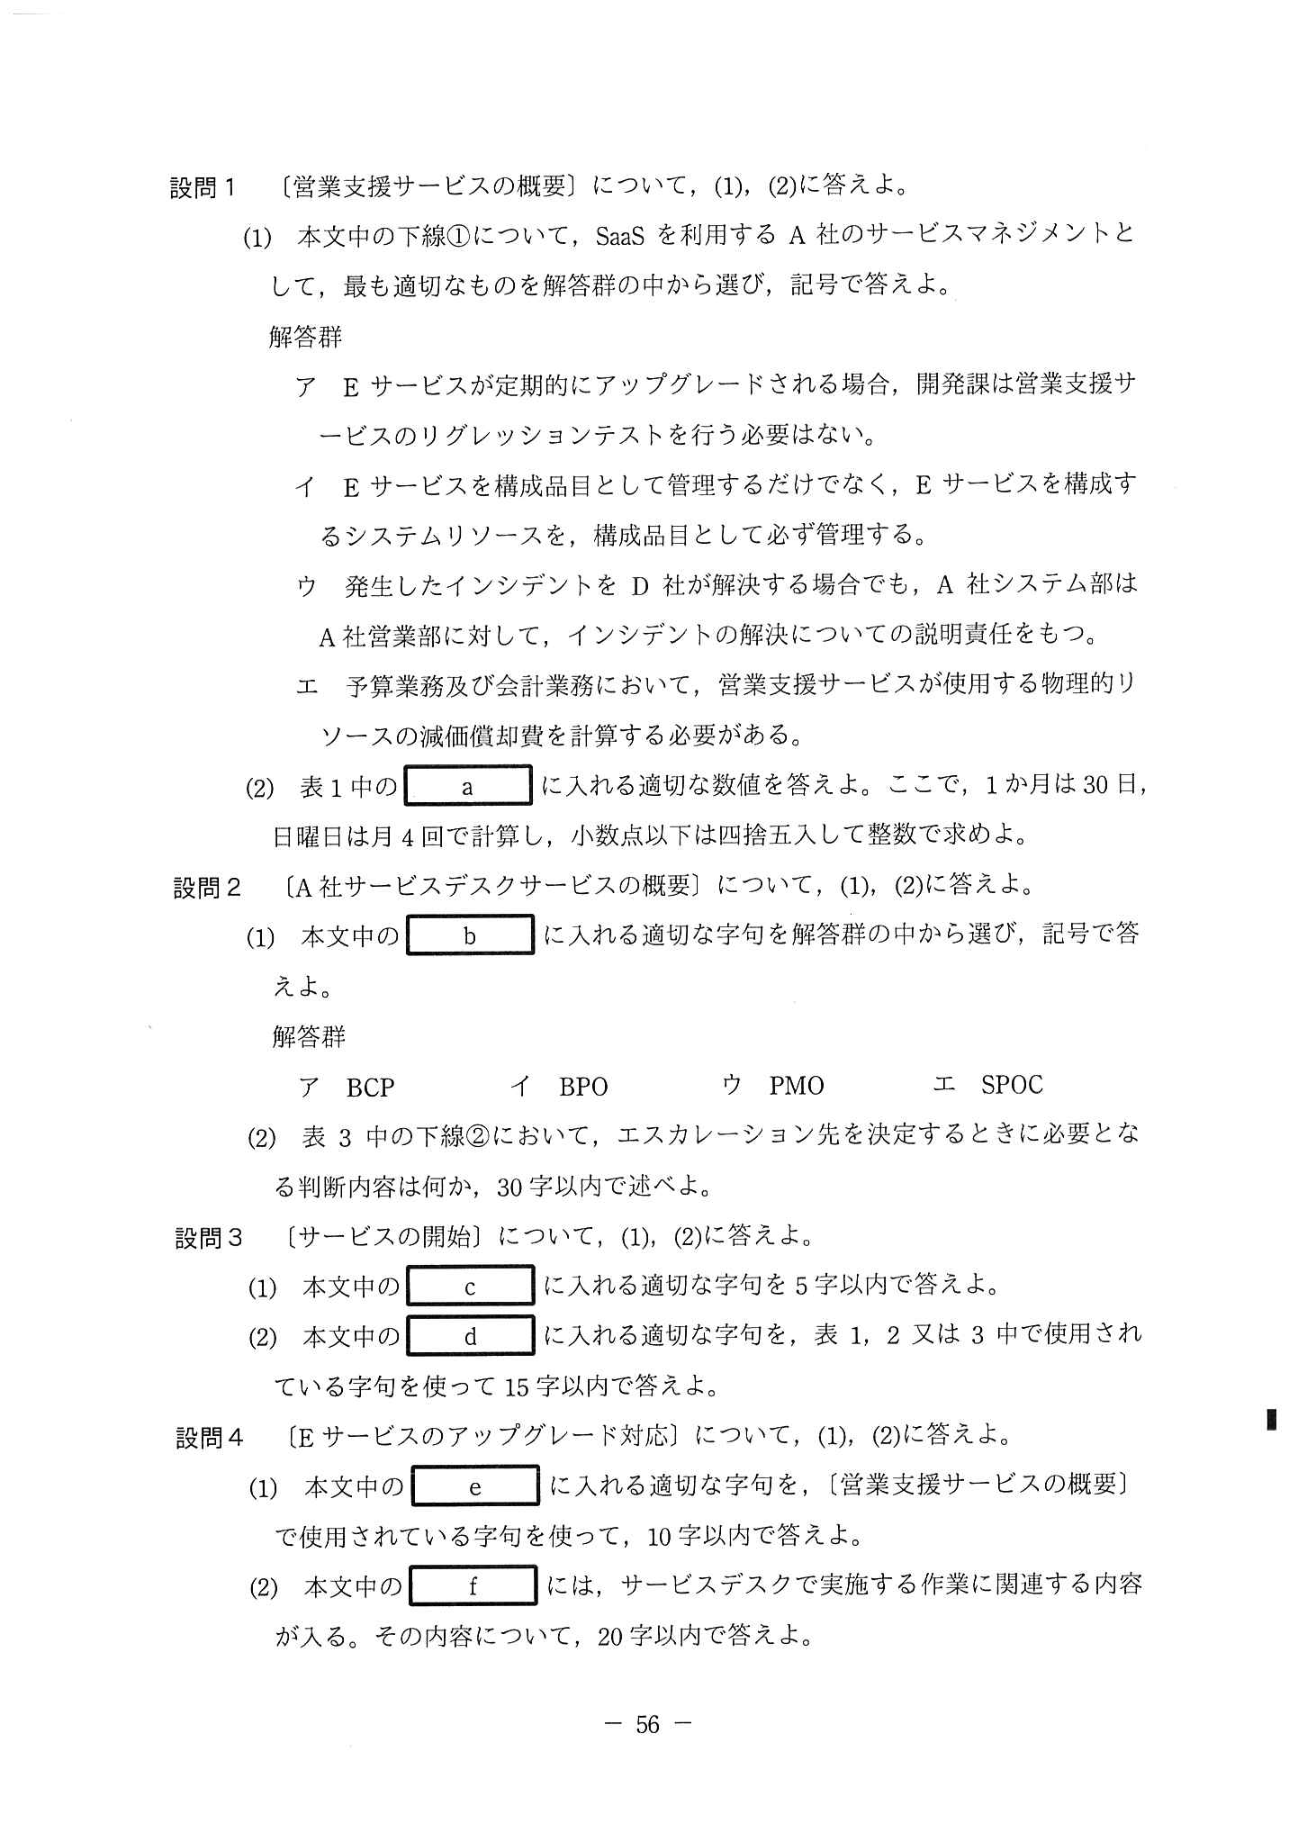 設問1 〔営業支援サービスの概要〕について，(1)，(2)に答えよ。
(1) 本文中の下線①について，SaaS を利用する A 社のサービスマネジメントと
して，最も適切なものを解答群の中から選び，記号で答えよ。
解答群
ア E サービスが定期的にアップグレードされる場合，開発課は営業支援サ
ービスのリグレッションテストを行う必要はない。
イ E サービスを構成品目として管理するだけでなく，E サービスを構成す
るシステムリソースを，構成品目として必ず管理する。
ウ 発生したインシデントを D 社が解決する場合でも，A 社システム部は
A 社営業部に対して，インシデントの解決についての説明責任をもつ。
エ 予算業務及び会計業務において，営業支援サービスが使用する物理的リ
ソースの減価償却費を計算する必要がある。
(2) 表 1 中の a に入れる適切な数値を答えよ。ここで，1 か月は 30 日，
日曜日は月 4 回で計算し，小数点以下は四捨五入して整数で求めよ。
設問2 〔A 社サービスデスクサービスの概要〕について，(1)，(2)に答えよ。
(1) 本文中の b に入れる適切な字句を解答群の中から選び，記号で答
えよ。
解答群
ア BCP イ BPO ウ PMO エ SPOC
(2) 表 3 中の下線②において，エスカレーション先を決定するときに必要とな
る判断内容は何か，30 字以内で述べよ。
設問3 〔サービスの開始〕について，(1)，(2)に答えよ。
(1) 本文中の c に入れる適切な字句を 5 字以内で答えよ。
(2) 本文中の d に入れる適切な字句を，表 1，2 又は 3 中で使用され
ている字句を使って 15 字以内で答えよ。
設問4 〔E サービスのアップグレード対応〕について，(1)，(2)に答えよ。
(1) 本文中の e に入れる適切な字句を，〔営業支援サービスの概要〕
で使用されている字句を使って，10 字以内で答えよ。
(2) 本文中の f には，サービスデスクで実施する作業に関連する内容
が入る。その内容について，20 字以内で答えよ。
－ 56 －